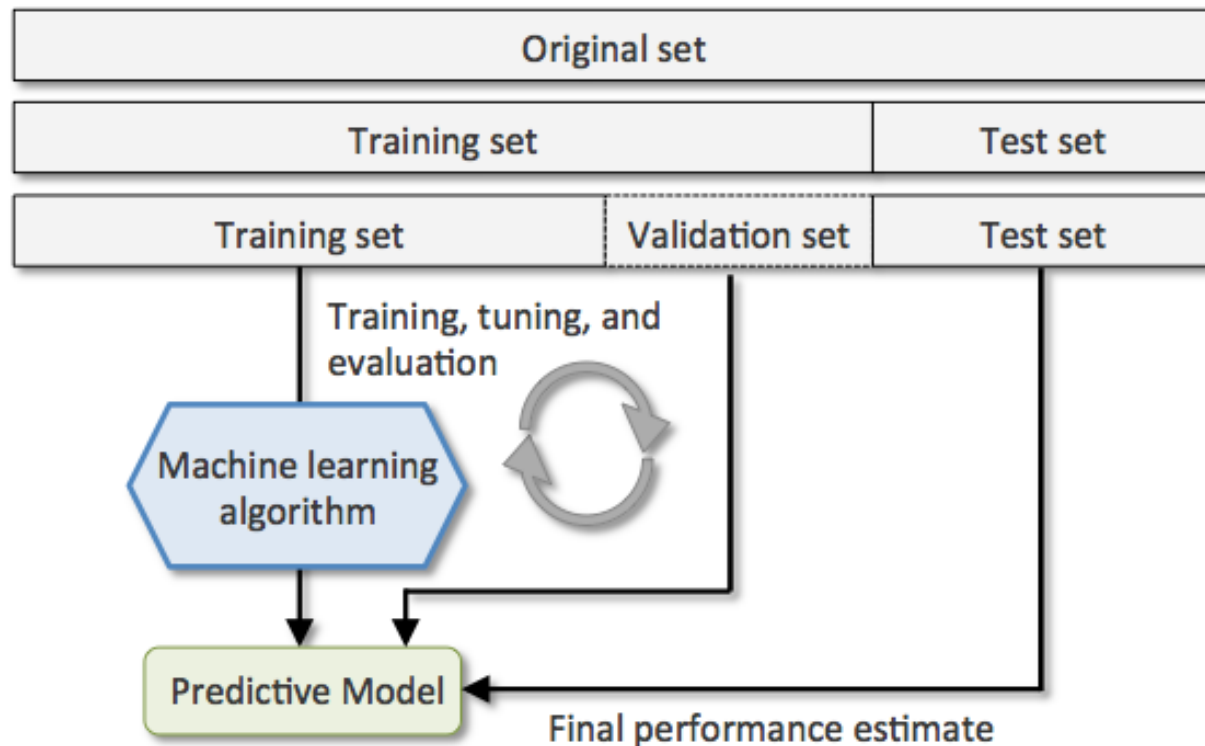 Original set
Training set
Test set
Training set
Validation set
Test set
Training, tuning, and
evaluation
Machine learning
algorithm
Predictive Model
Final performance estimate